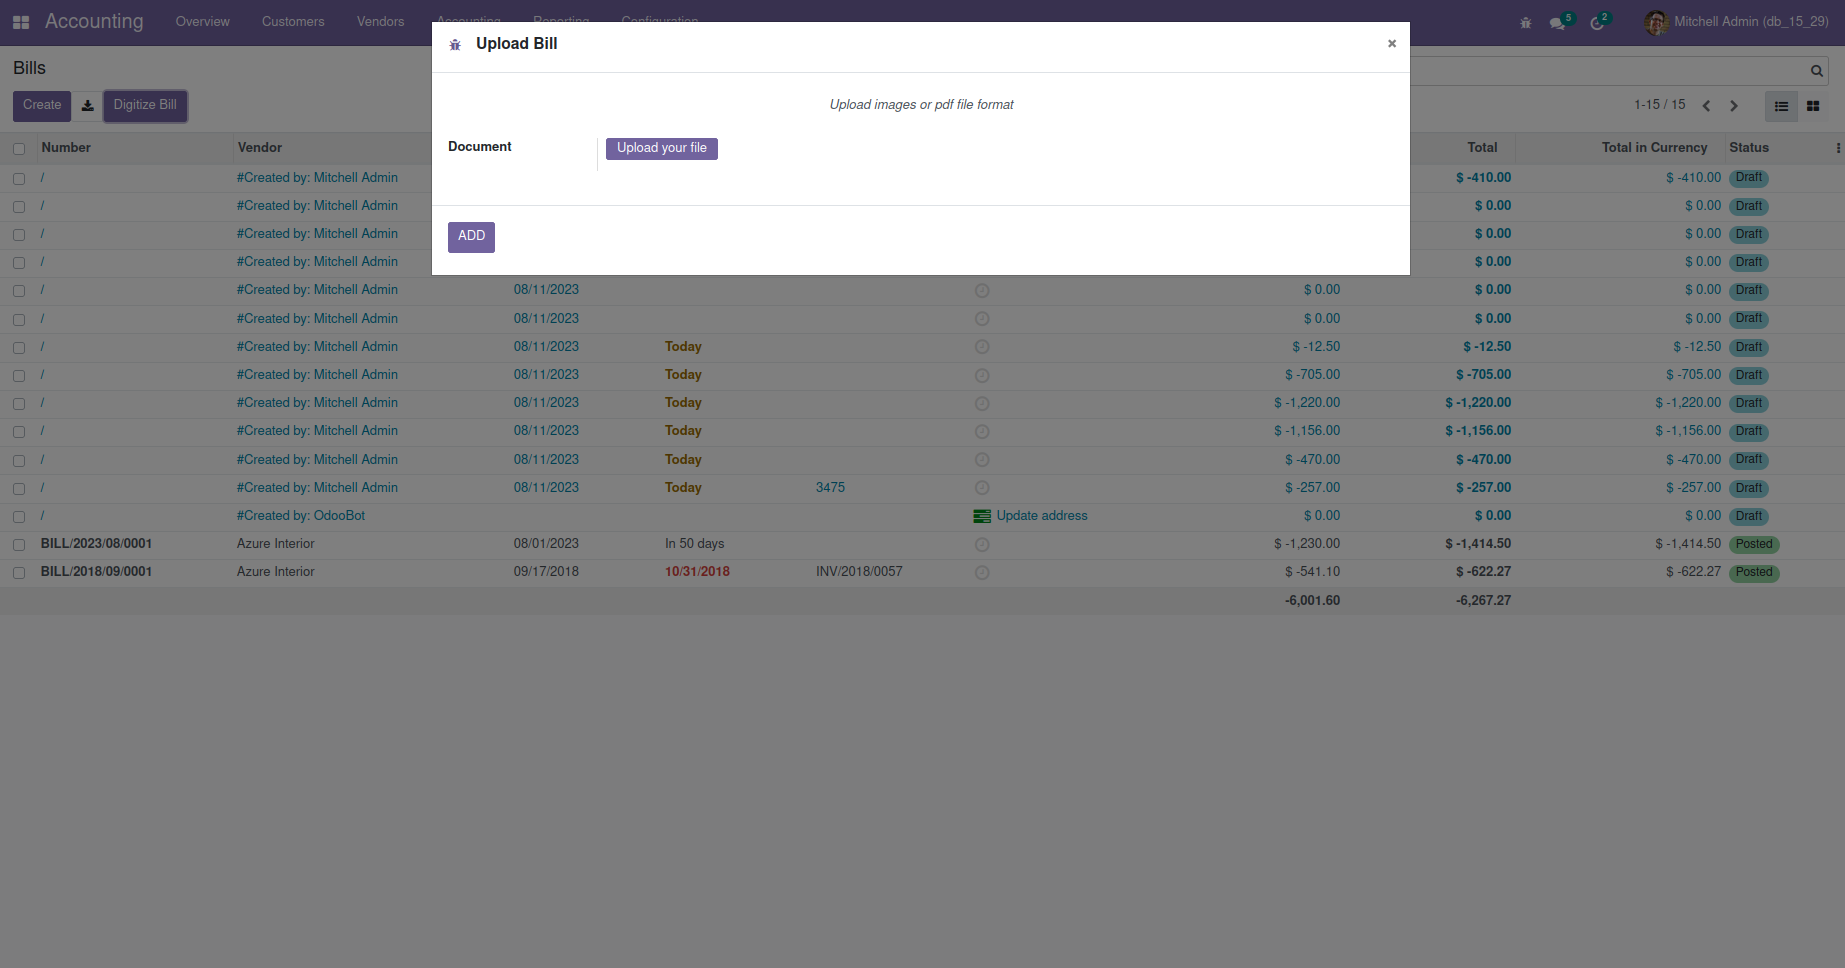 Accounting Overview Customers Vendors Accounting Reporting Configuration 5 2 Mitchell Admin (db_15_29)
Upload Bill ×
Bills
Create Digitize Bill 1-15 / 15
Upload images or pdf file format
Document Upload your file
ADD
Number Vendor Total Total in Currency Status
/ #Created by: Mitchell Admin $ -410.00 $ -410.00 Draft
/ #Created by: Mitchell Admin $ 0.00 $ 0.00 Draft
/ #Created by: Mitchell Admin $ 0.00 $ 0.00 Draft
/ #Created by: Mitchell Admin $ 0.00 $ 0.00 Draft
/ #Created by: Mitchell Admin 08/11/2023 $ 0.00 $ 0.00 $ 0.00 Draft
/ #Created by: Mitchell Admin 08/11/2023 $ 0.00 $ 0.00 $ 0.00 Draft
/ #Created by: Mitchell Admin 08/11/2023 Today $ -12.50 $ -12.50 $ -12.50 Draft
/ #Created by: Mitchell Admin 08/11/2023 Today $ -705.00 $ -705.00 $ -705.00 Draft
/ #Created by: Mitchell Admin 08/11/2023 Today $ -1,220.00 $ -1,220.00 $ -1,220.00 Draft
/ #Created by: Mitchell Admin 08/11/2023 Today $ -1,156.00 $ -1,156.00 $ -1,156.00 Draft
/ #Created by: Mitchell Admin 08/11/2023 Today $ -470.00 $ -470.00 $ -470.00 Draft
/ #Created by: Mitchell Admin 08/11/2023 Today 3475 $ -257.00 $ -257.00 $ -257.00 Draft
/ #Created by: OdooBot Update address $ 0.00 $ 0.00 $ 0.00 Draft
BILL/2023/08/0001 Azure Interior 08/01/2023 In 50 days $ -1,230.00 $ -1,414.50 $ -1,414.50 Posted
BILL/2018/09/0001 Azure Interior 09/17/2018 10/31/2018 INV/2018/0057 $ -541.10 $ -622.27 $ -622.27 Posted
-6,001.60 -6,267.27